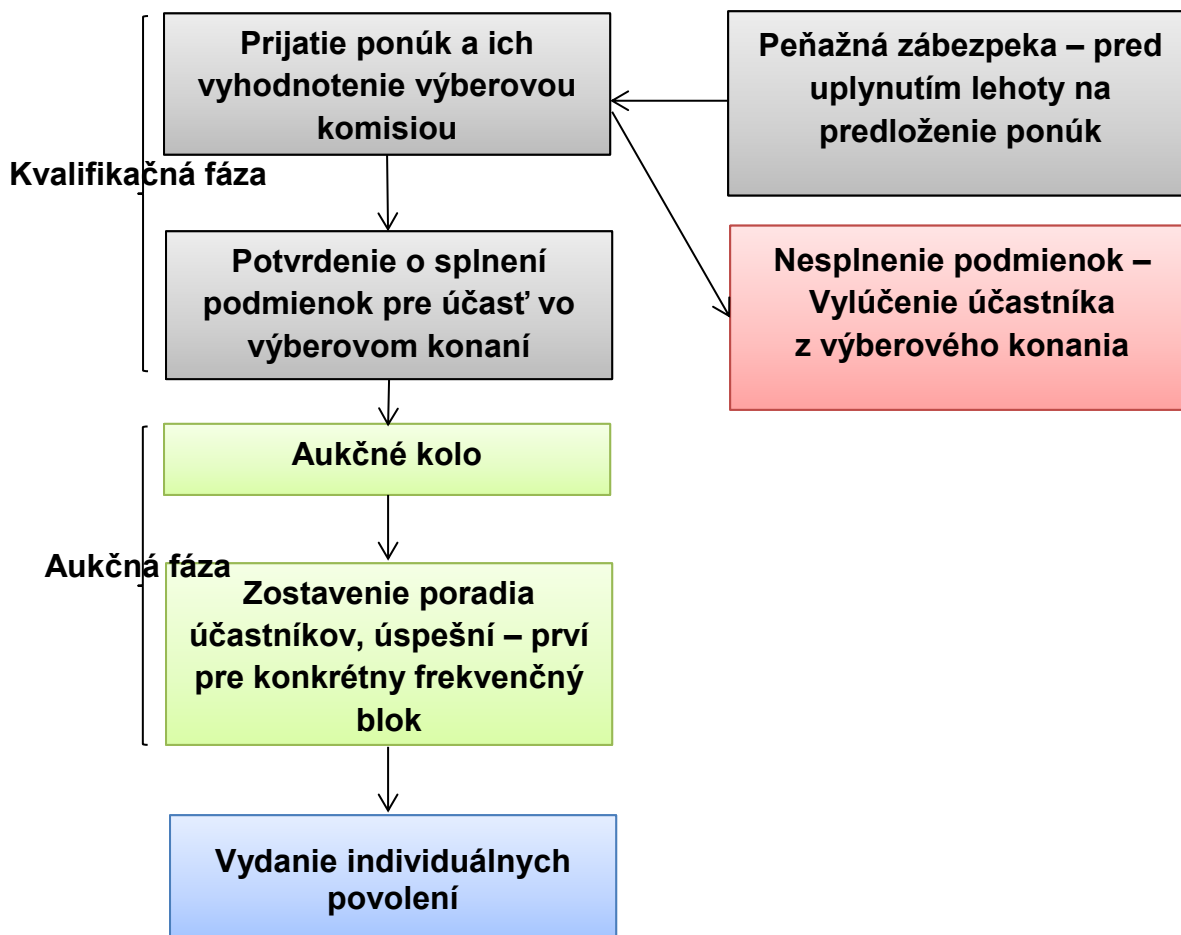 Prijatie ponúk a ich
vyhodnotenie výberovou
komisiou
Peňažná zábezpeka – pred
uplynutím lehoty na
predloženie ponúk
Kvalifikačná fáza
Potvrdenie o splnení
podmienok pre účasť vo
výberovom konaní
Nesplnenie podmienok –
Vylúčenie účastníka
z výberového konania
Aukčné kolo
Aukčná fáza
Zostavenie poradia
účastníkov, úspešní – prví
pre konkrétny frekvenčný
blok
Vydanie individuálnych
povolení